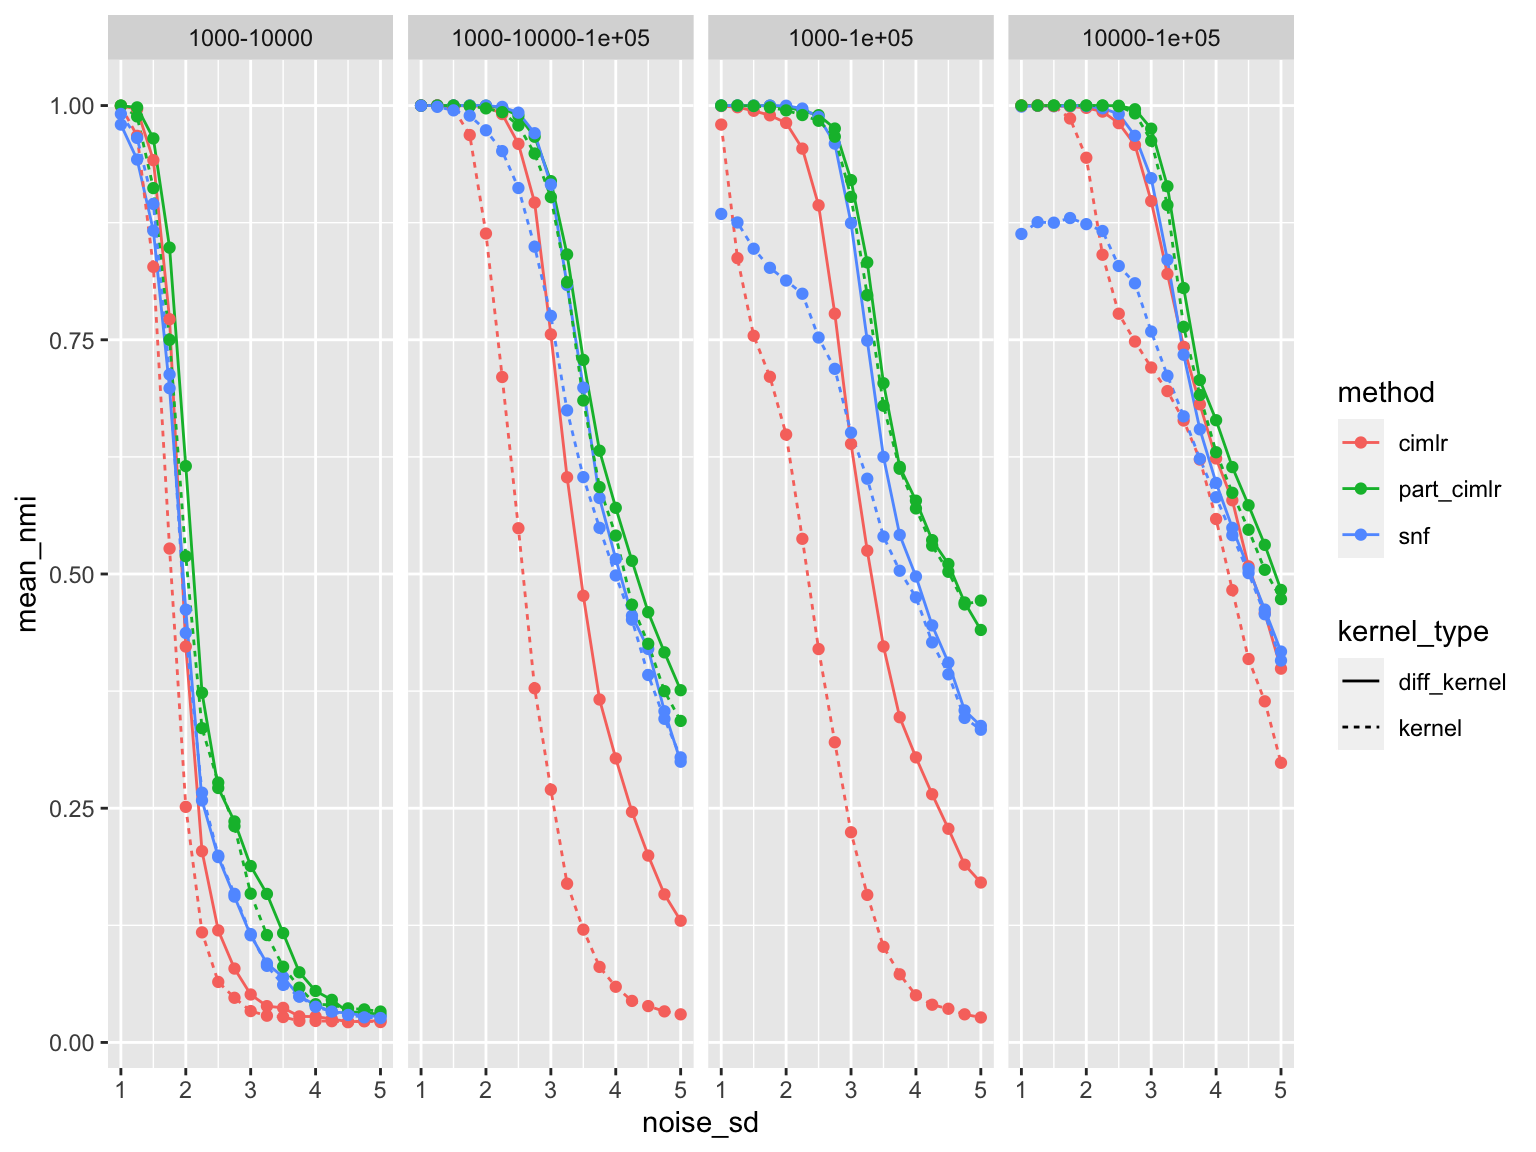 1000-10000
1000-10000-1e+05
1000-1e+05
10000-1e+05
1.00
0.75
0.50
0.25
0.00
mean_nmi
1 2 3 4 5
1 2 3 4 5
1 2 3 4 5
1 2 3 4 5
noise_sd
method
cimlr
part_cimlr
snf
kernel_type
diff_kernel
kernel